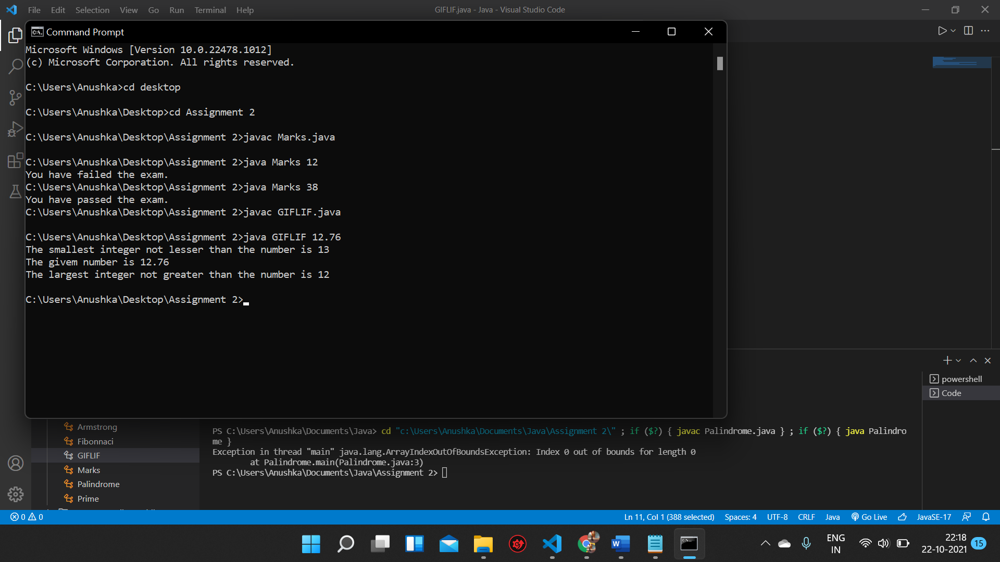 File Edit Selection View Go Run Terminal Help
GIFLIF.java - Java - Visual Studio Code
Command Prompt
Microsoft Windows [Version 10.0.22478.1012]
(c) Microsoft Corporation. All rights reserved.
C:\Users\Anushka>cd desktop
C:\Users\Anushka\Desktop>cd Assignment 2
C:\Users\Anushka\Desktop\Assignment 2>javac Marks.java
C:\Users\Anushka\Desktop\Assignment 2>java Marks 12
You have failed the exam.
C:\Users\Anushka\Desktop\Assignment 2>java Marks 38
You have passed the exam.
C:\Users\Anushka\Desktop\Assignment 2>javac GIFLIF.java
C:\Users\Anushka\Desktop\Assignment 2>java GIFLIF 12.76
The smallest integer not lesser than the number is 13
The givem number is 12.76
The largest integer not greater than the number is 12
C:\Users\Anushka\Desktop\Assignment 2>
powershell
Code
Armstrong
Fibonnaci
GIFLIF
Marks
Palindrome
Prime
PS C:\Users\Anushka\Documents\Java> cd "c:\Users\Anushka\Documents\Java\Assignment 2\" ; if ($?) { javac Palindrome.java } ; if ($?) { java Palindro
me }
Exception in thread "main" java.lang.ArrayIndexOutOfBoundsException: Index 0 out of bounds for length 0
at Palindrome.main(Palindrome.java:3)
PS C:\Users\Anushka\Documents\Java\Assignment 2>
0 0
Ln 11, Col 1 (388 selected) Spaces: 4 UTF-8 CRLF Java Go Live JavaSE-17
ENG
IN
22:18
22-10-2021
15